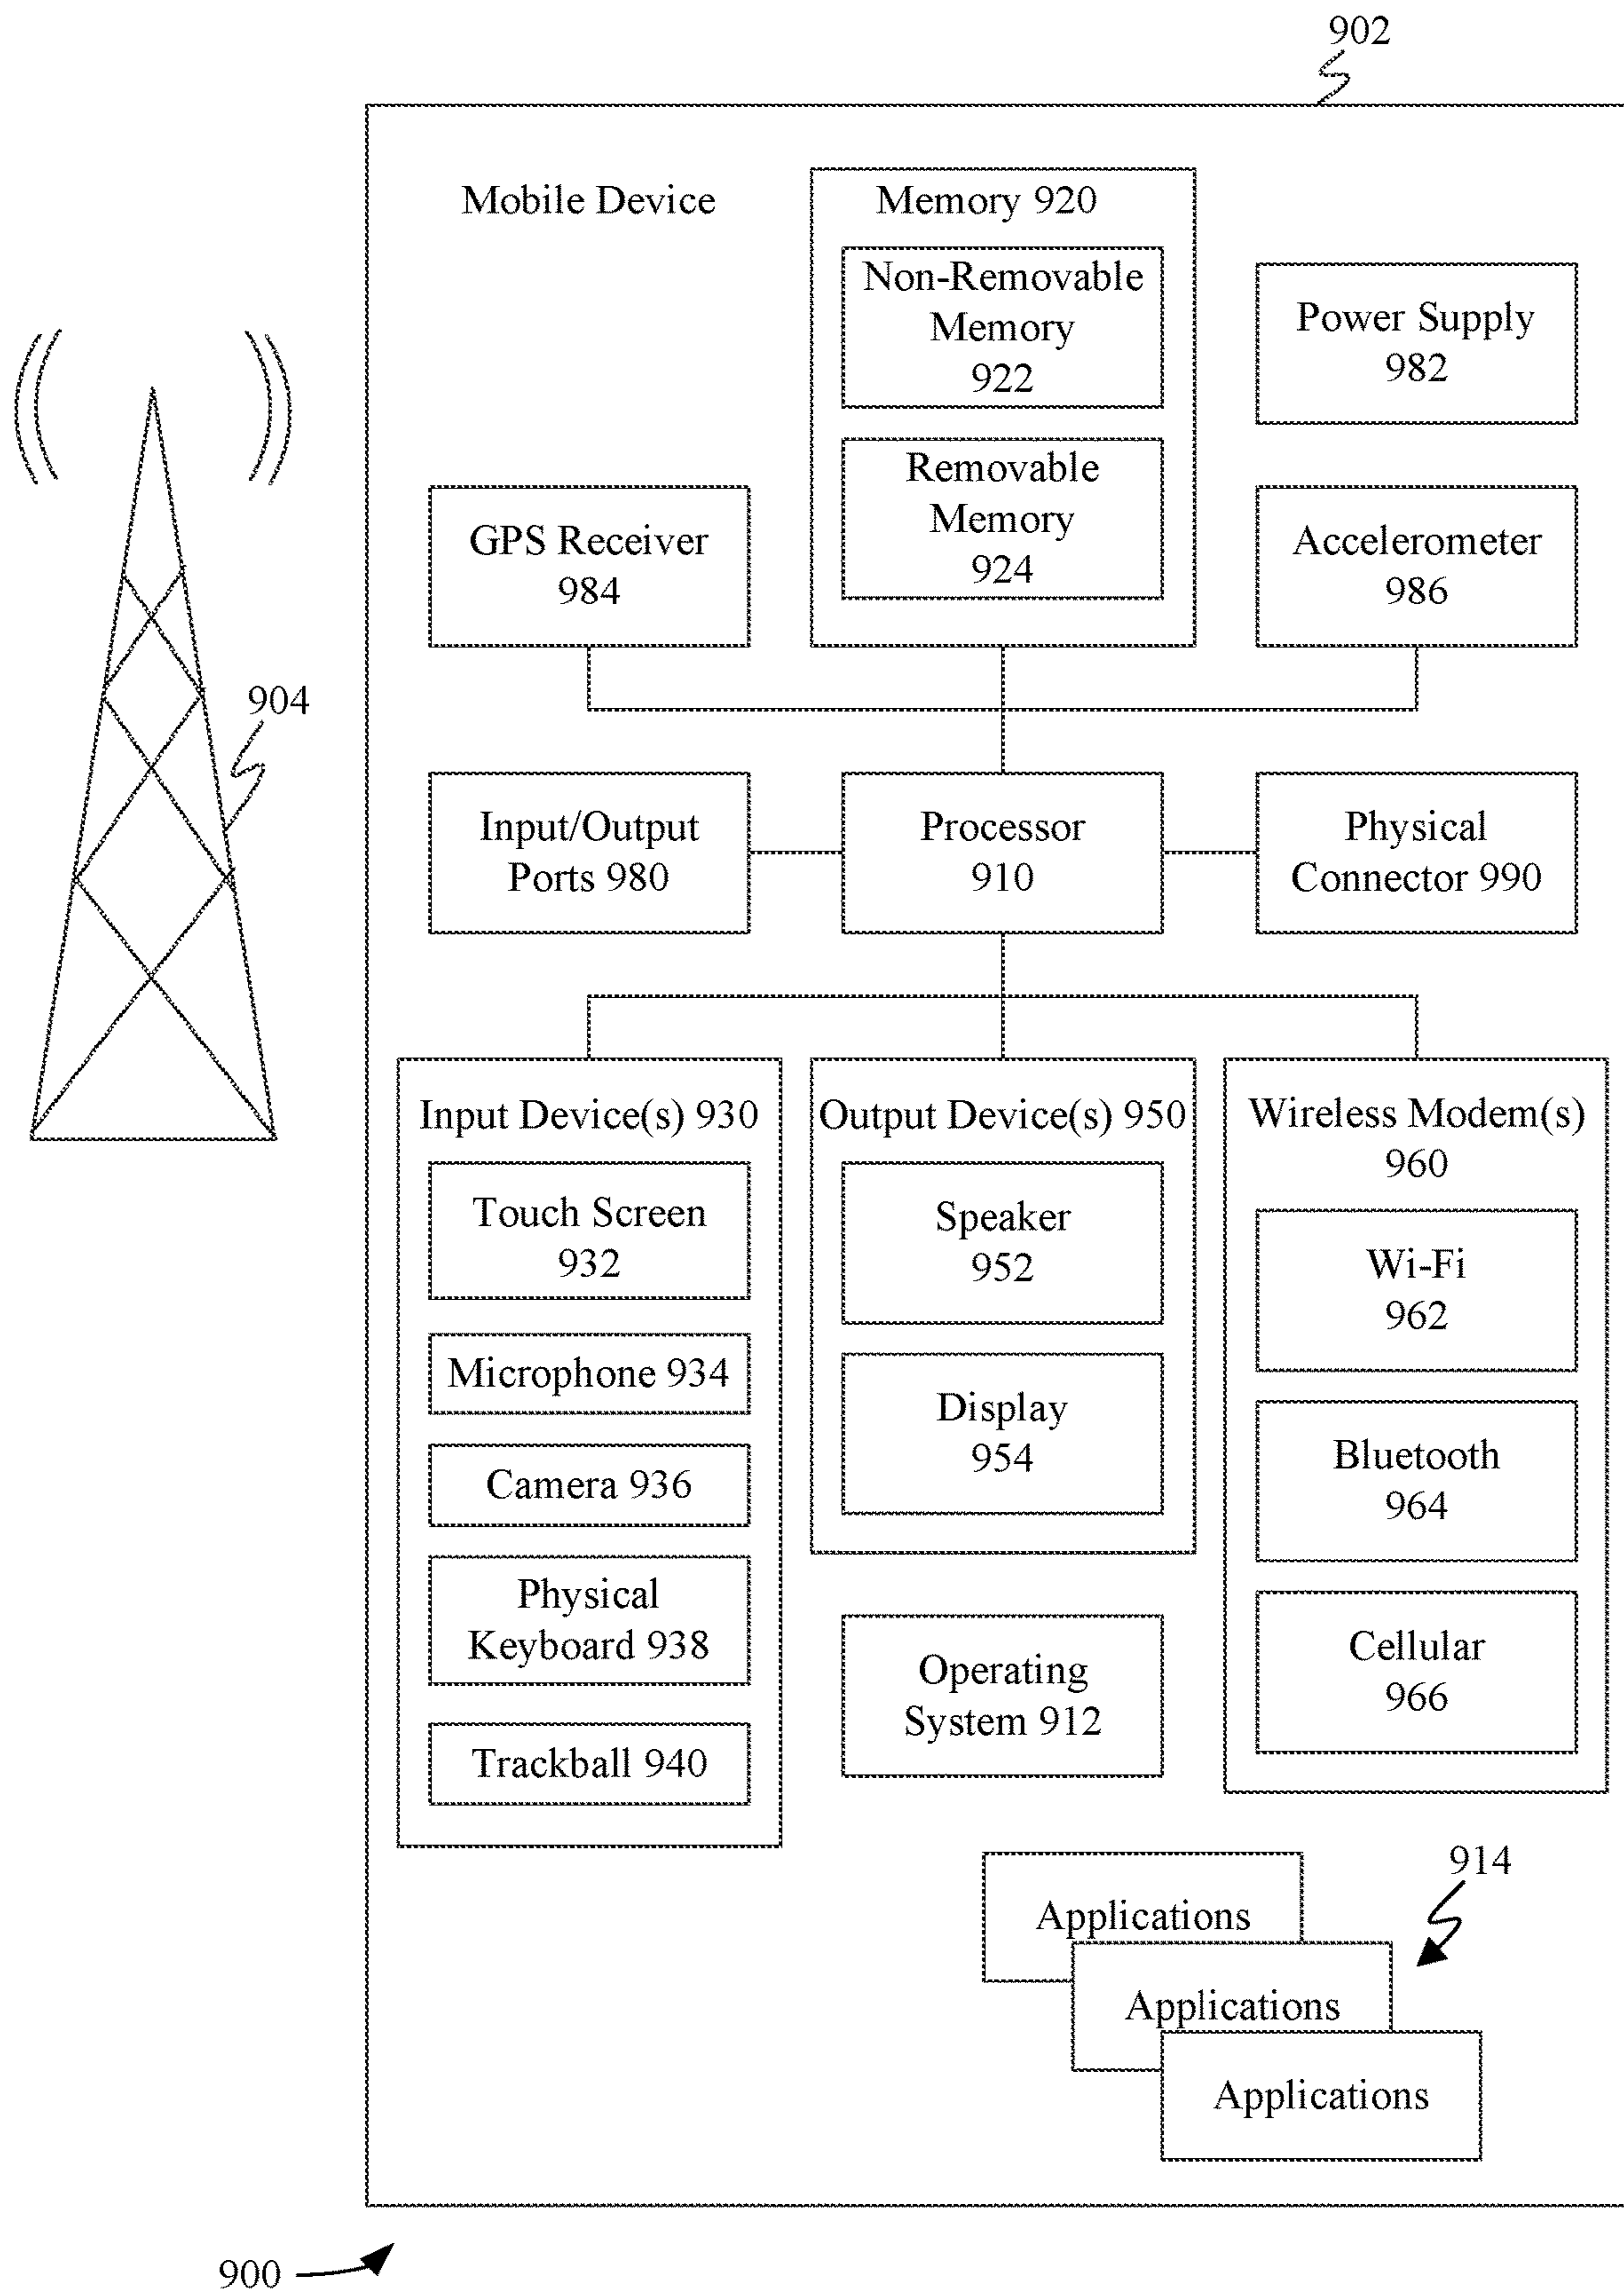 902
Mobile Device
Memory 920
Non-Removable
Memory
922
Power Supply
982
Removable
Memory
924
GPS Receiver
984
Accelerometer
986
904
Input/Output
Ports 980
Processor
910
Physical
Connector 990
Input Device(s) 930
Touch Screen
932
Microphone 934
Camera 936
Physical
Keyboard 938
Trackball 940
Output Device(s) 950
Speaker
952
Display
954
Operating
System 912
Wireless Modem(s)
960
Wi-Fi
962
Bluetooth
964
Cellular
966
914
Applications
Applications
Applications
900